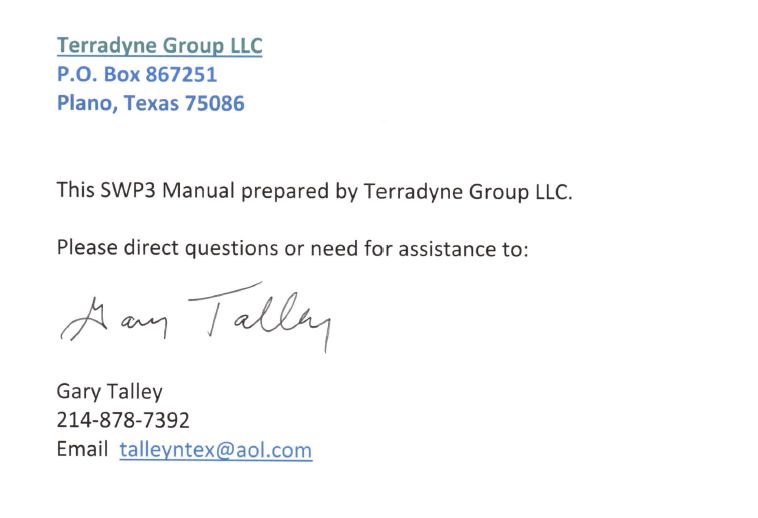 Terradyne Group LLC
P.O. Box 867251
Plano, Texas 75086
This SWP3 Manual prepared by Terradyne Group LLC.
Please direct questions or need for assistance to:
Gary Talley
Gary Talley
214-878-7392
Email talleyntex@aol.com